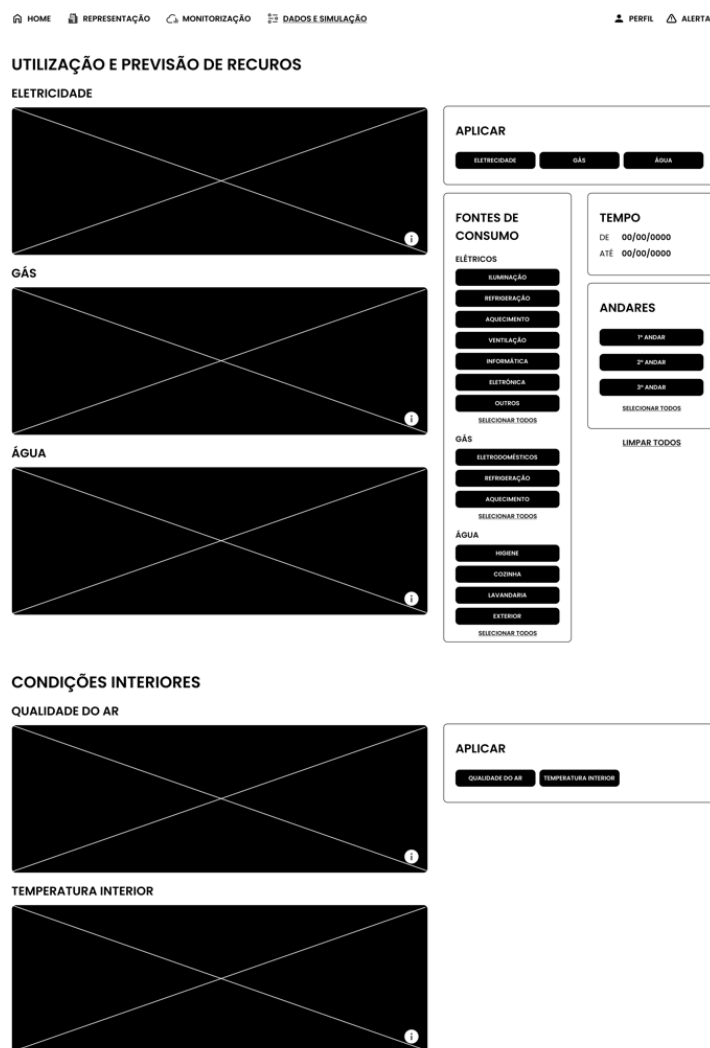 HOME
REPRESENTAÇÃO
MONITORIZAÇÃO
DADOS E SIMULAÇÃO
PERFIL
ALERTA
UTILIZAÇÃO E PREVISÃO DE RECUROS
ELETRICIDADE
GÁS
ÁGUA
APLICAR
ELETRECIDADE
GÁS
ÁGUA
FONTES DE
CONSUMO
ELÉTRICOS
ILUMINAÇÃO
REFRIGERAÇÃO
AQUECIMENTO
VENTILAÇÃO
INFORMÁTICA
ELETRÓNICA
OUTROS
SELECIONAR TODOS
GÁS
ELETRODOMÉSTICOS
REFRIGERAÇÃO
AQUECIMENTO
SELECIONAR TODOS
ÁGUA
HIGIENE
COZINHA
LAVANDARIA
EXTERIOR
SELECIONAR TODOS
TEMPO
DE 00/00/0000
ATÉ 00/00/0000
ANDARES
1º ANDAR
2º ANDAR
3º ANDAR
SELECIONAR TODOS
LIMPAR TODOS
CONDIÇÕES INTERIORES
QUALIDADE DO AR
TEMPERATURA INTERIOR
APLICAR
QUALIDADE DO AR
TEMPERATURA INTERIOR